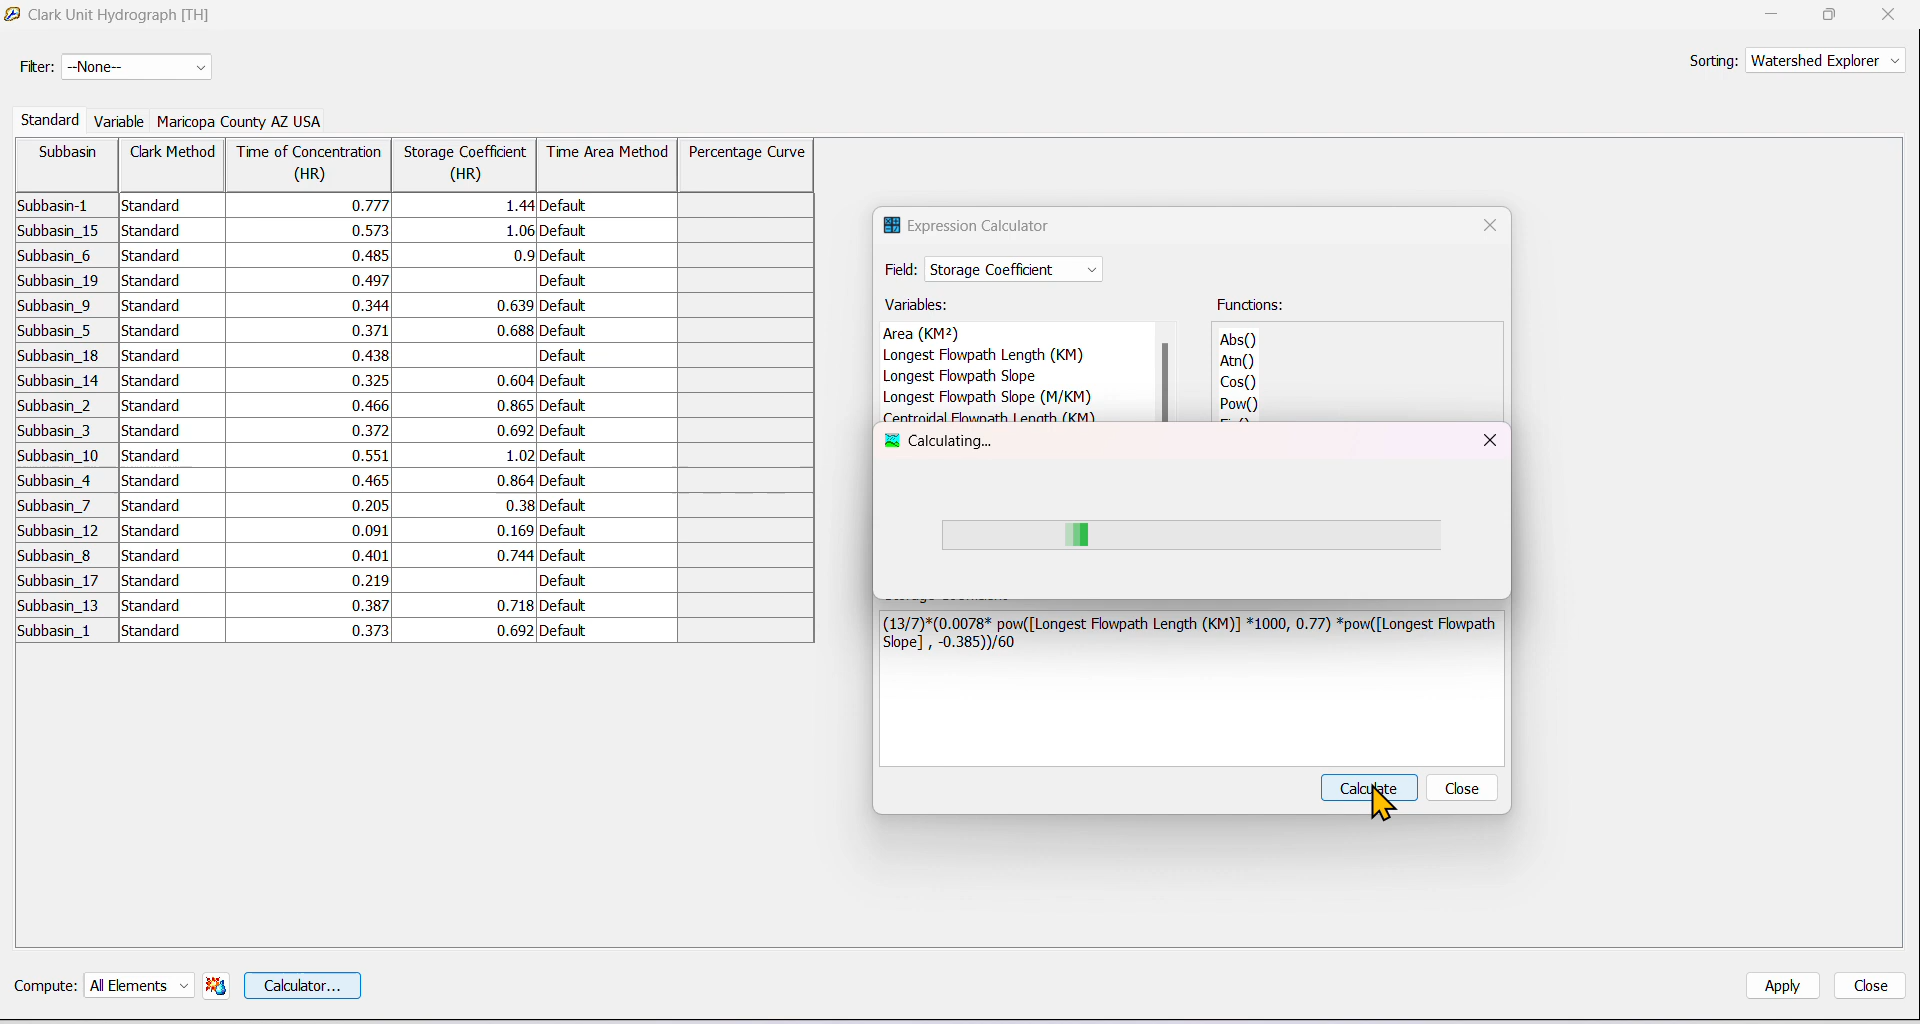 Clark Unit Hydrograph [TH]
Filter: --None--
Sorting: Watershed Explorer
Standard Variable Maricopa County AZ USA
Subbasin Clark Method Time of Concentration (HR) Storage Coefficient (HR) Time Area Method Percentage Curve
Subbasin-1 Standard 0.777 1.44 Default
Subbasin_15 Standard 0.573 1.06 Default
Subbasin_6 Standard 0.485 0.9 Default
Subbasin_19 Standard 0.497 Default
Subbasin_9 Standard 0.344 0.639 Default
Subbasin_5 Standard 0.371 0.688 Default
Subbasin_18 Standard 0.438 Default
Subbasin_14 Standard 0.325 0.604 Default
Subbasin_2 Standard 0.466 0.865 Default
Subbasin_3 Standard 0.372 0.692 Default
Subbasin_10 Standard 0.551 1.02 Default
Subbasin_4 Standard 0.465 0.864 Default
Subbasin_7 Standard 0.205 0.38 Default
Subbasin_12 Standard 0.091 0.169 Default
Subbasin_8 Standard 0.401 0.744 Default
Subbasin_17 Standard 0.219 Default
Subbasin_13 Standard 0.387 0.718 Default
Subbasin_1 Standard 0.373 0.692 Default
Expression Calculator
Field: Storage Coefficient
Variables:
Area (KM²)
Longest Flowpath Length (KM)
Longest Flowpath Slope
Longest Flowpath Slope (M/KM)
Centroidal Flowpath Length (KM)
Functions:
Abs()
Atn()
Cos()
Pow()
Calculating...
(13/7)*(0.0078* pow([Longest Flowpath Length (KM)] *1000, 0.77) *pow([Longest Flowpath
Slope] , -0.385))/60
Calculate Close
Compute: All Elements Calculator...
Apply Close